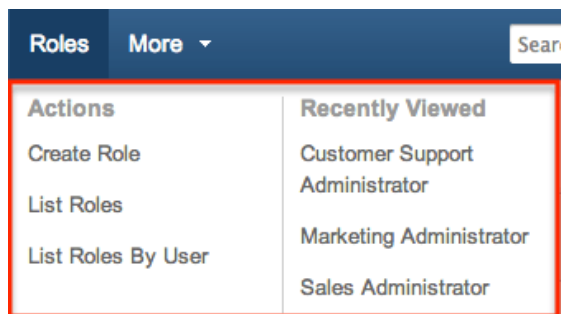 Roles More
Sear
Actions
Create Role
List Roles
List Roles By User
Recently Viewed
Customer Support
Administrator
Marketing Administrator
Sales Administrator